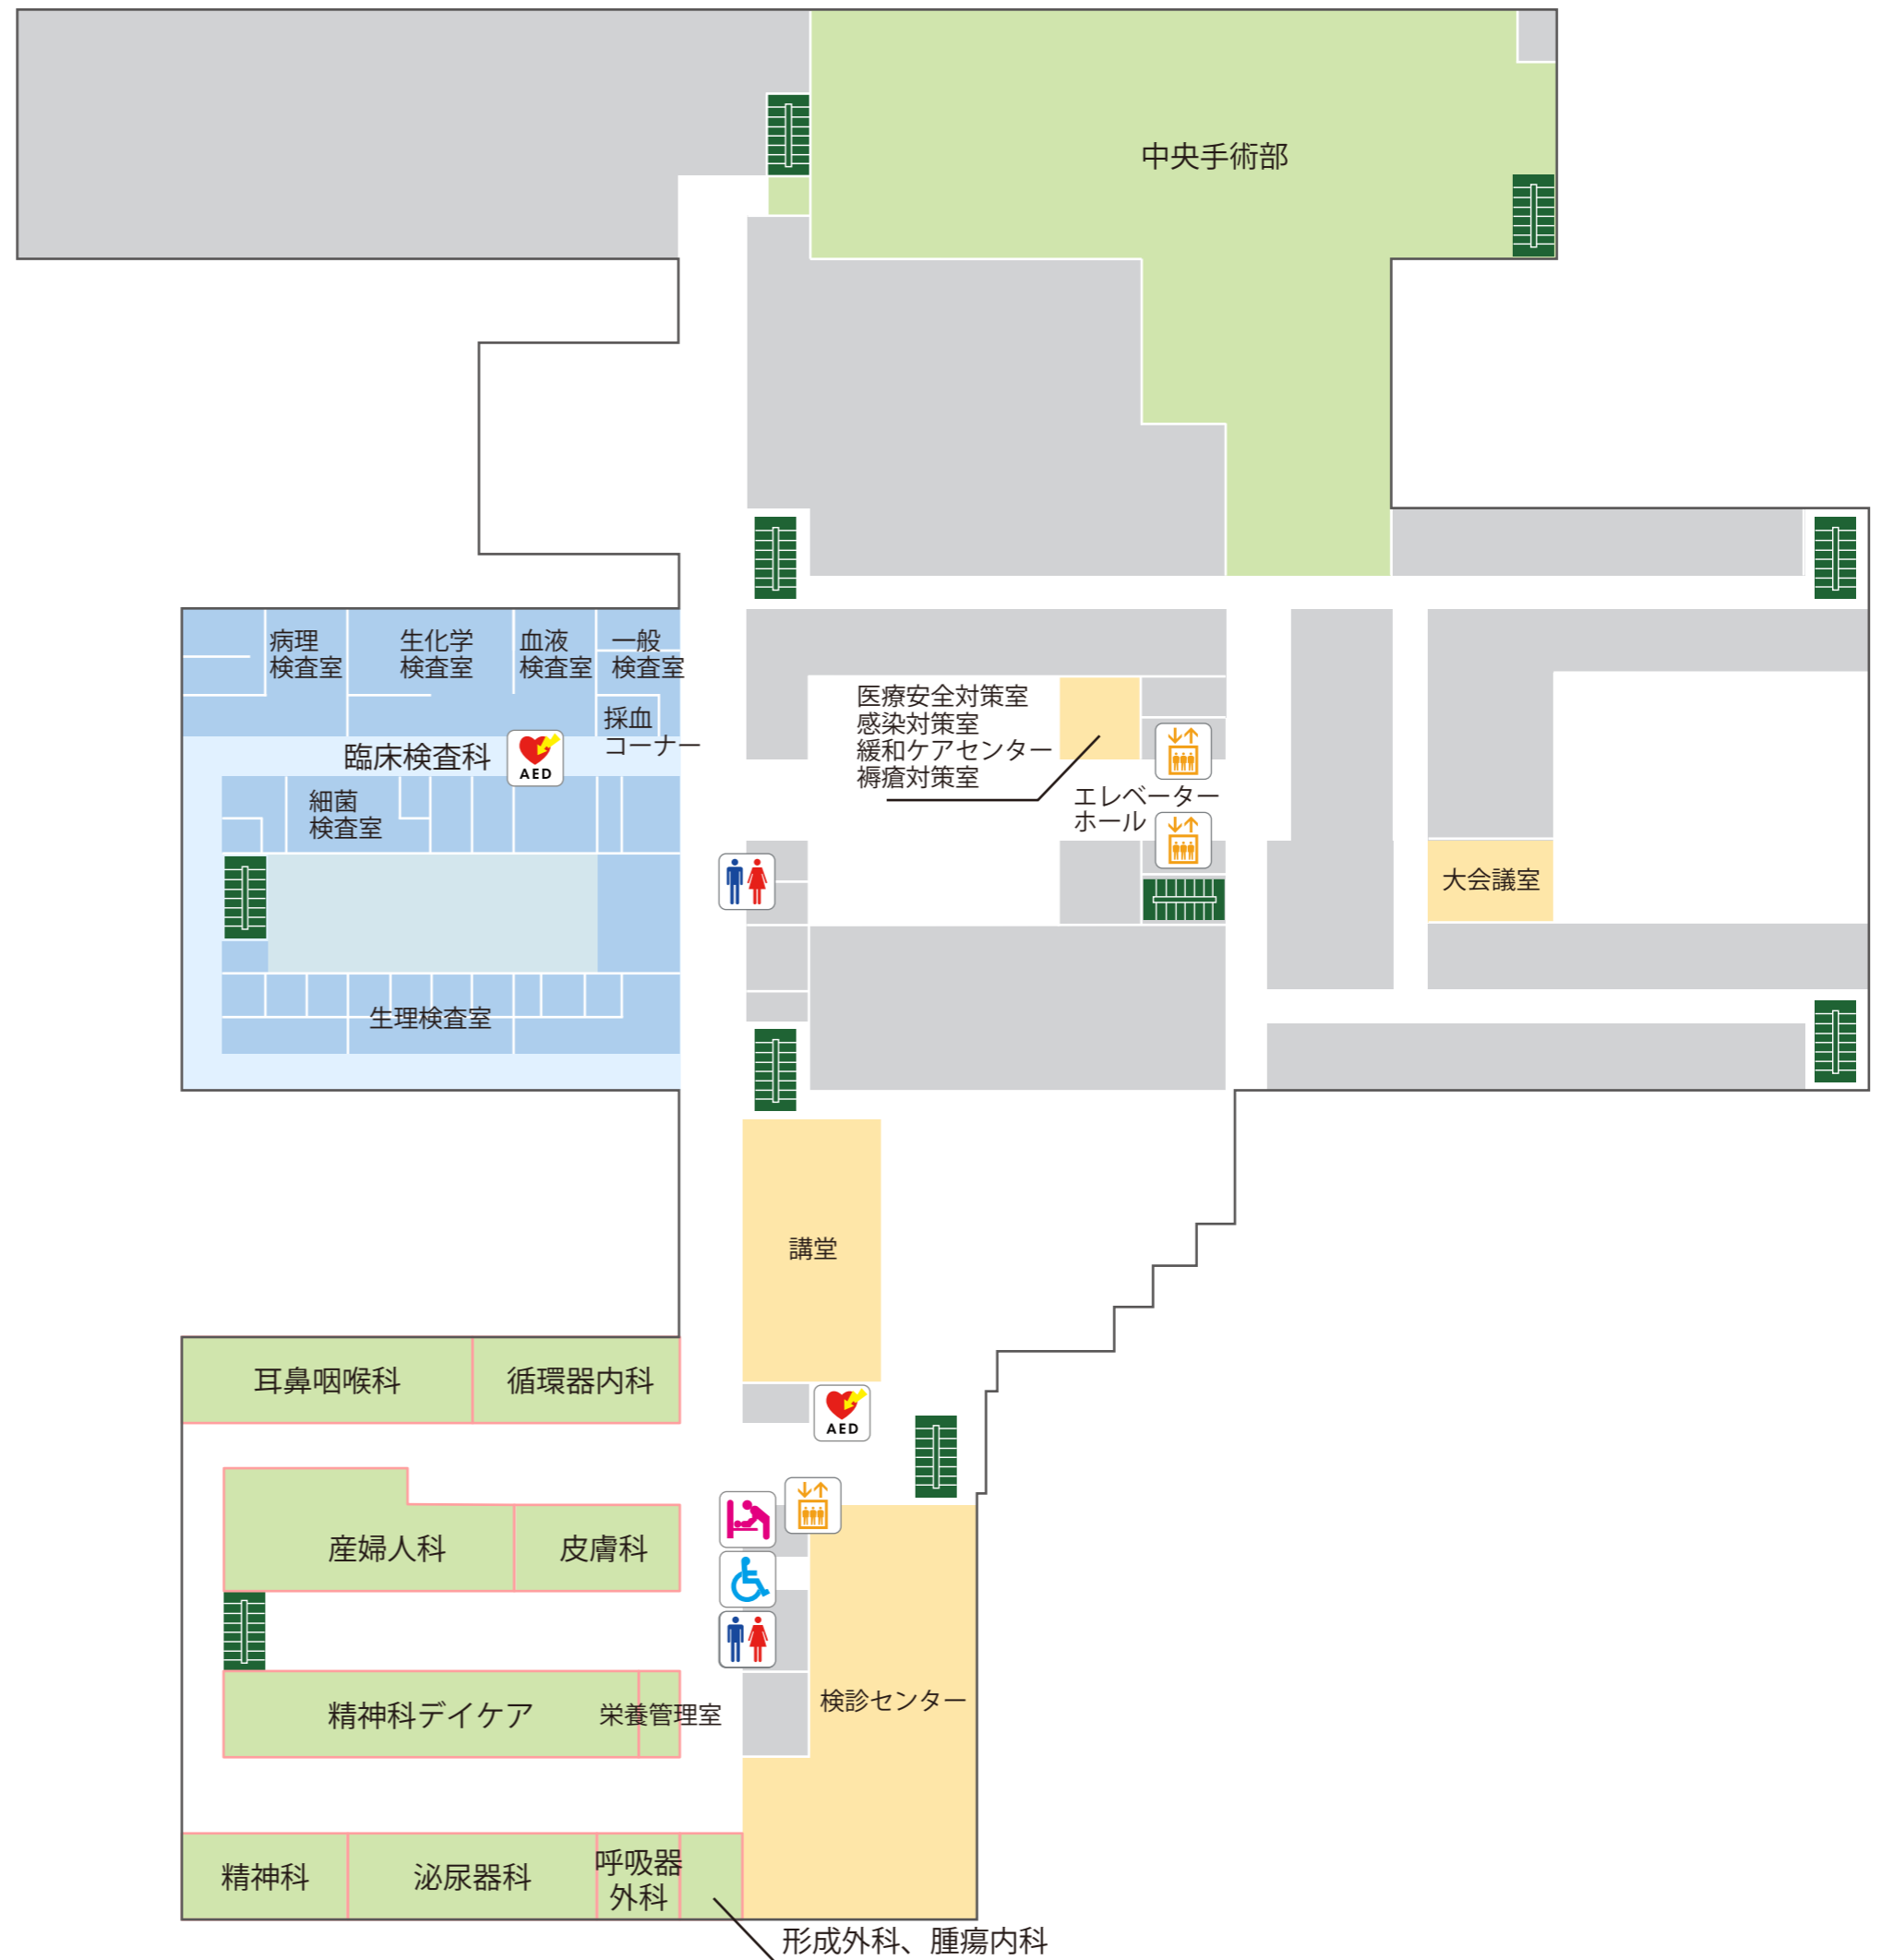 中央手術部
病理
検査室
生化学
検査室
血液
検査室
一般
検査室
採血
コーナー
臨床検査科
AED
細菌
検査室
生理検査室
医療安全対策室
感染対策室
緩和ケアセンター
褥瘡対策室
エレベーター
ホール
大会議室
講堂
AED
耳鼻咽喉科
循環器内科
産婦人科
皮膚科
精神科デイケア
栄養管理室
検診センター
精神科
泌尿器科
呼吸器
外科
形成外科、腫瘍内科